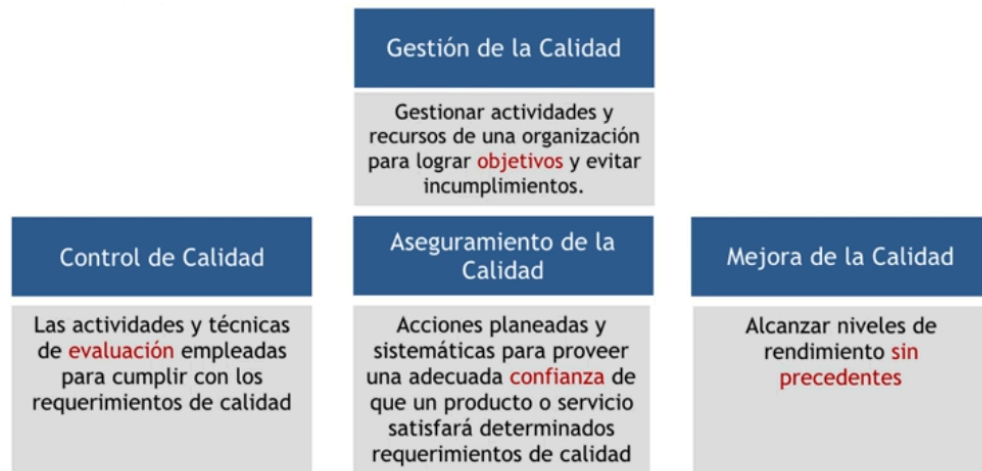 Gestión de la Calidad
Gestionar actividades y
recursos de una organización
para lograr objetivos y evitar
incumplimientos.
Control de Calidad
Las actividades y técnicas
de evaluación empleadas
para cumplir con los
requerimientos de calidad
Aseguramiento de la
Calidad
Acciones planeadas y
sistemáticas para proveer
una adecuada confianza de
que un producto o servicio
satisfará determinados
requerimientos de calidad
Mejora de la Calidad
Alcanzar niveles de
rendimiento sin
precedentes